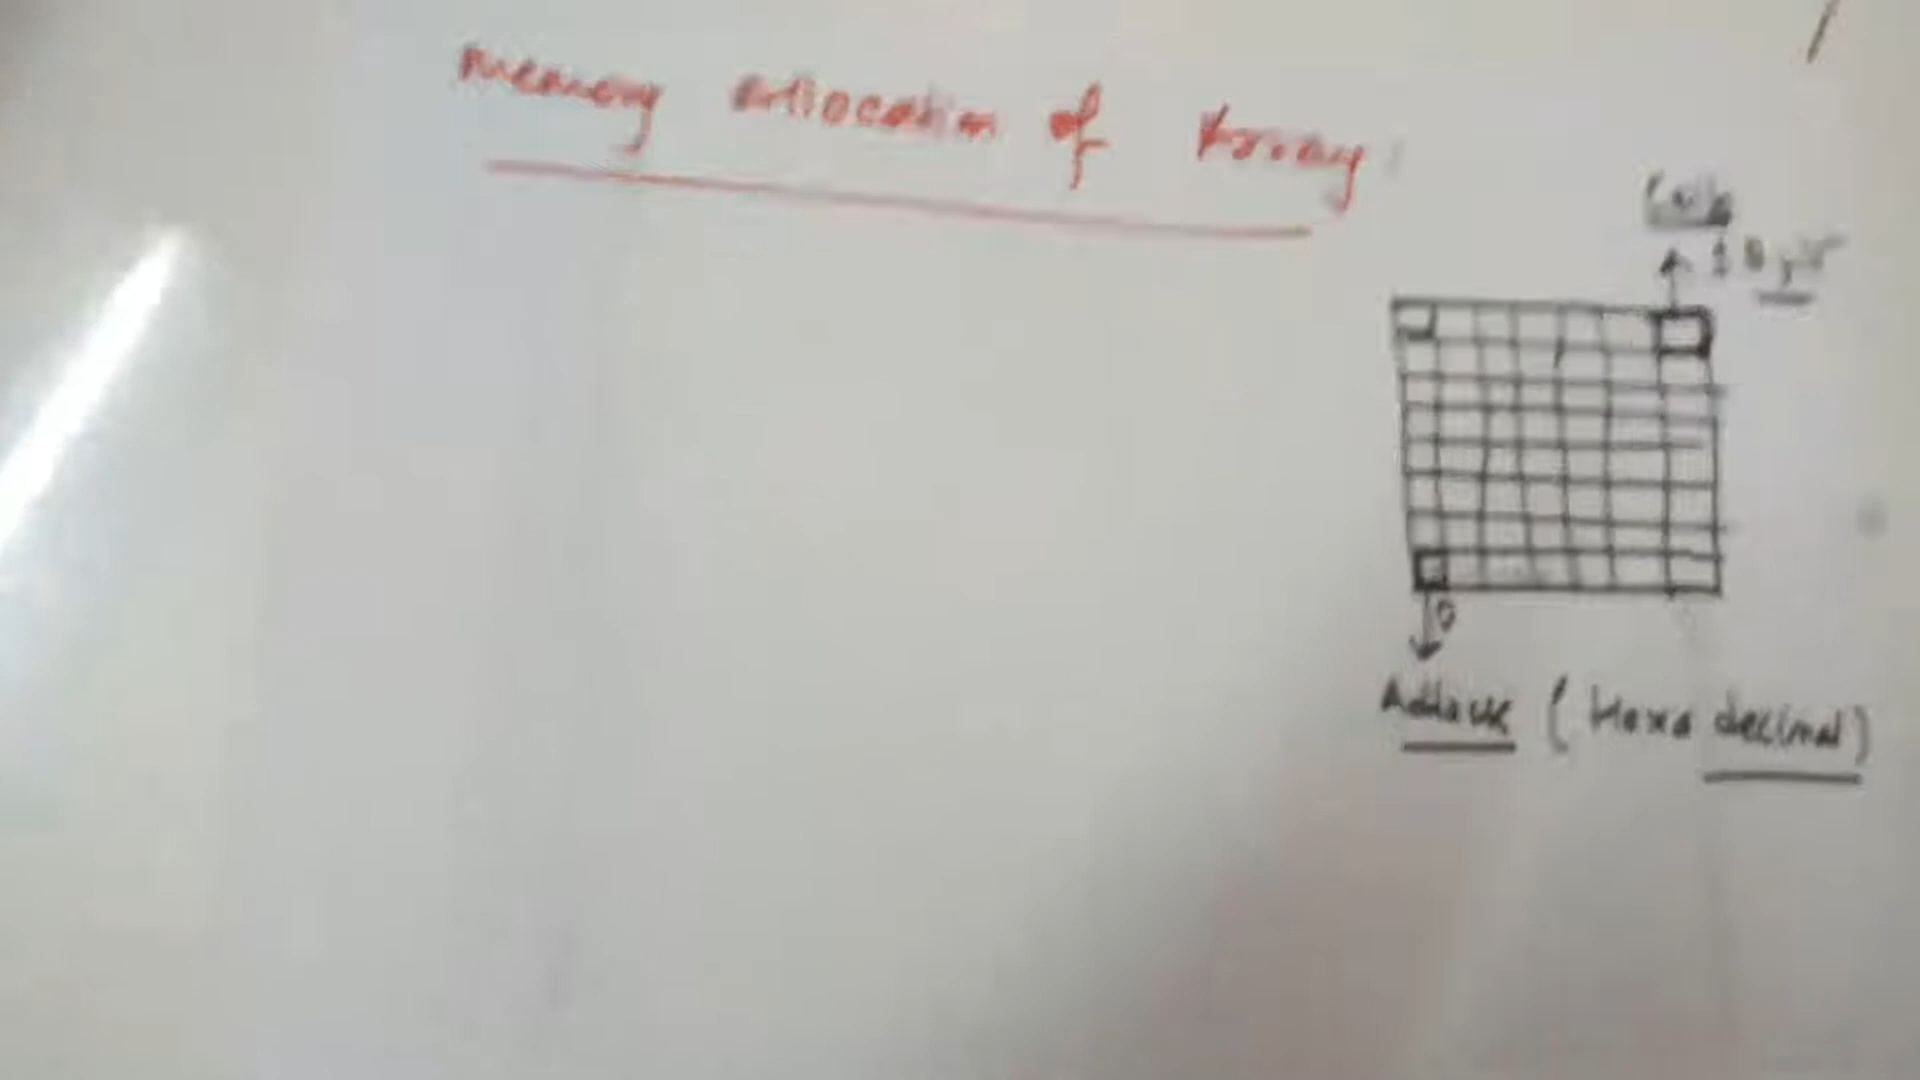 memory allocation of Array:
Cells
1 Byte
0
Address (Hexa decimal)